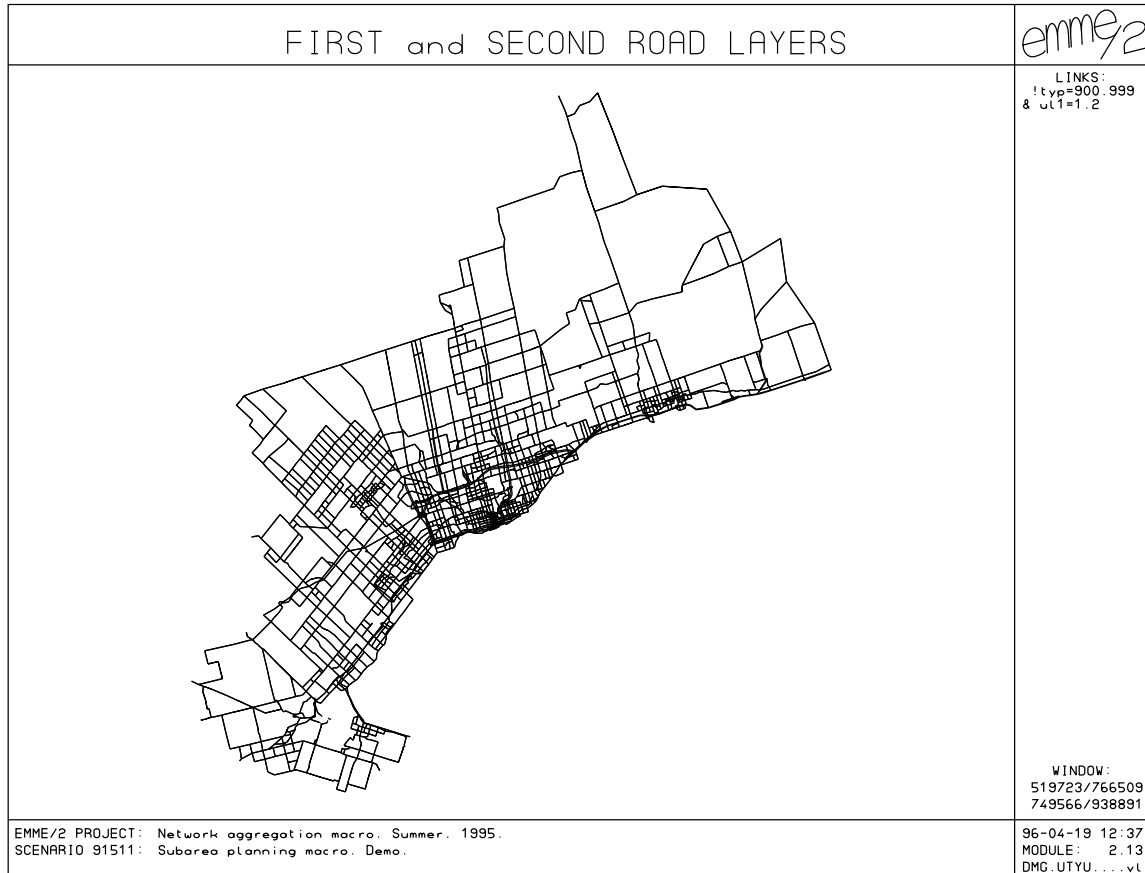 FIRST and SECOND ROAD LAYERS
emme/2
LINKS:
!typ=900.999
& ul1=1.2
WINDOW:
519723/766509
749566/938891
EMME/2 PROJECT: Network aggregation macro. Summer. 1995.
SCENARIO 91511: Subarea planning macro. Demo.
96-04-19 12:37
MODULE: 2.13
DMG.UTYU....vl